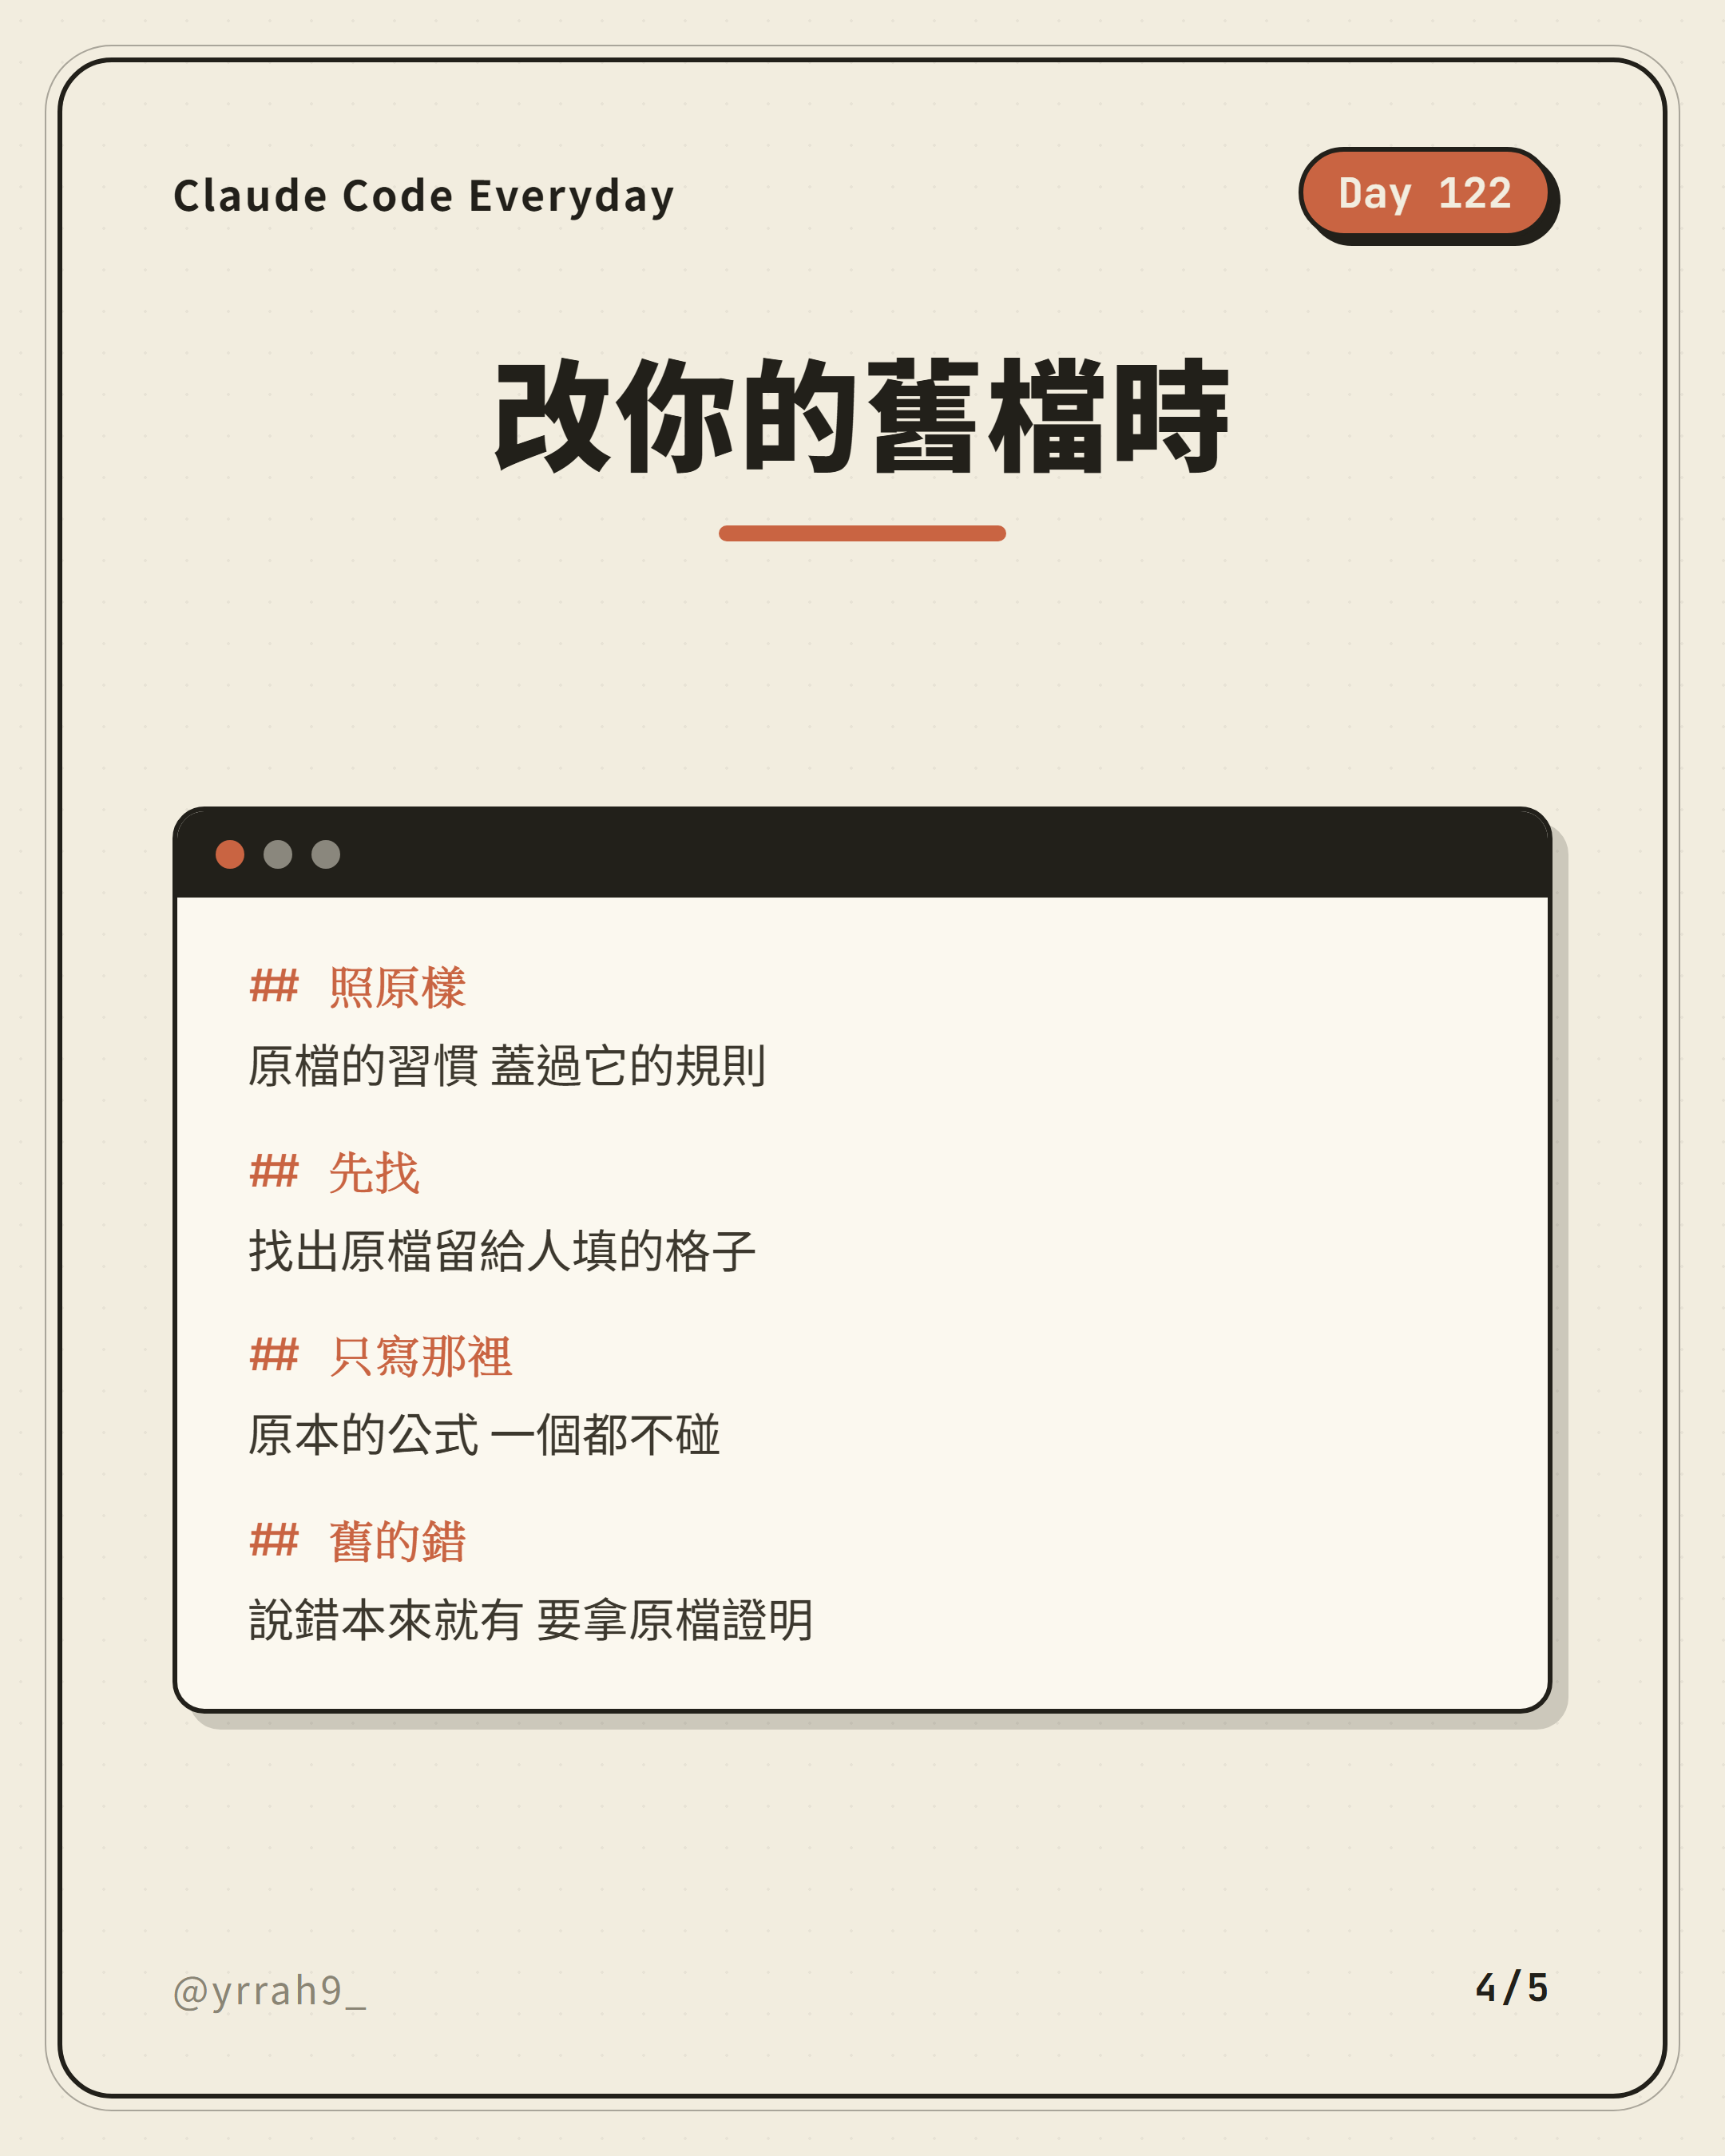 Claude Code Everyday
Day 122
改你的舊檔時
## 照原樣
原檔的習慣 蓋過它的規則
## 先找
找出原檔留給人填的格子
## 只寫那裡
原本的公式 一個都不碰
## 舊的錯
說錯本來就有 要拿原檔證明
@yrrah9_
4/5